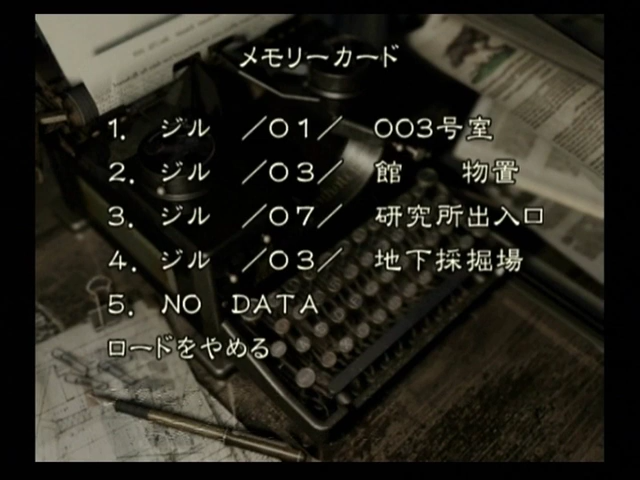 メモリーカード
1. ジル ／０１／ 003号室
2. ジル ／０３／ 館　　物置
3. ジル ／０７／ 研究所出入口
4. ジル ／０３／ 地下採掘場
5. NO DATA
ロードをやめる